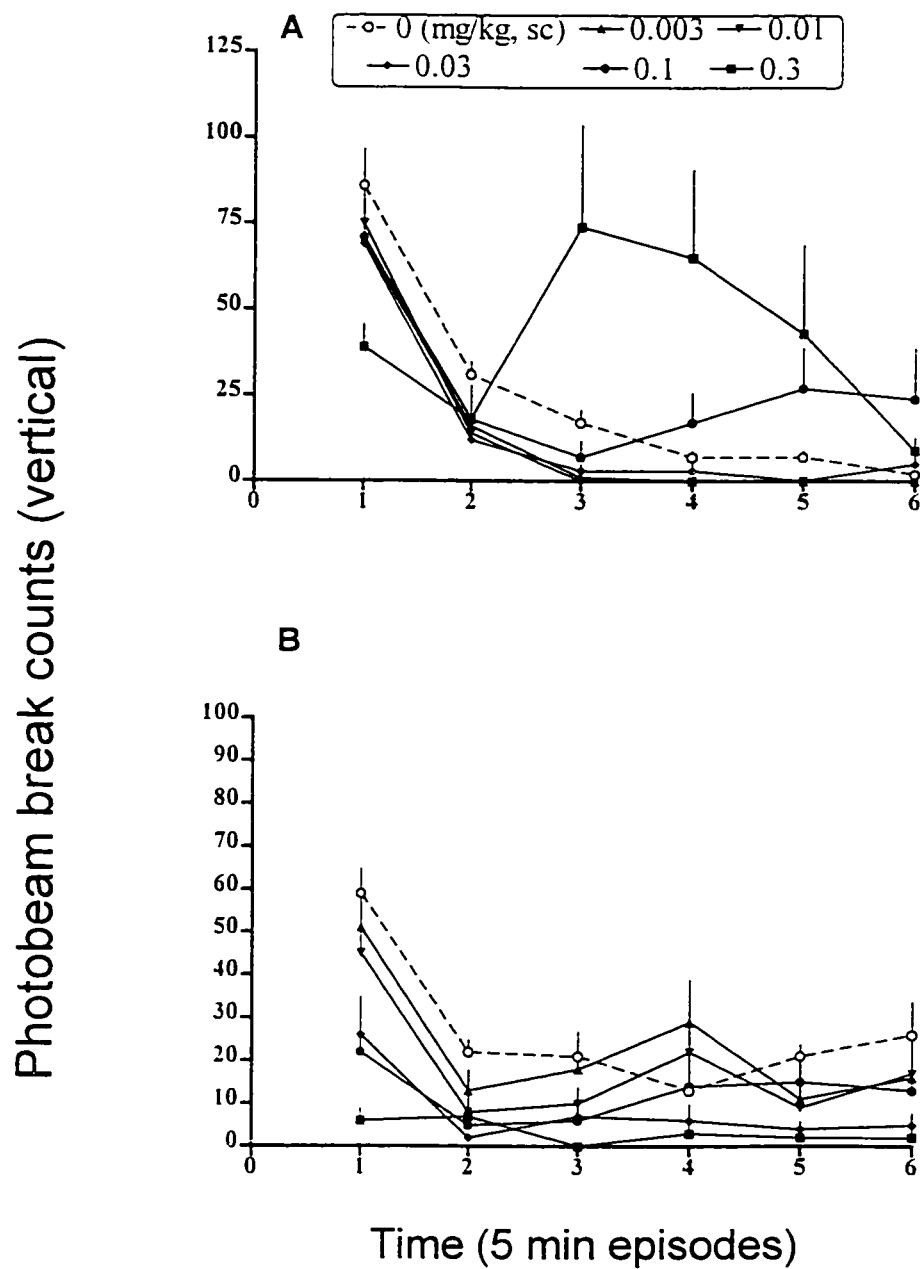 A
0 (mg/kg, sc) 0.003 0.01
0.03 0.1 0.3
125
100
75
50
25
0
0 1 2 3 4 5 6
Photobeam break counts (vertical)
B
100
90
80
70
60
50
40
30
20
10
0
0 1 2 3 4 5 6
Time (5 min episodes)